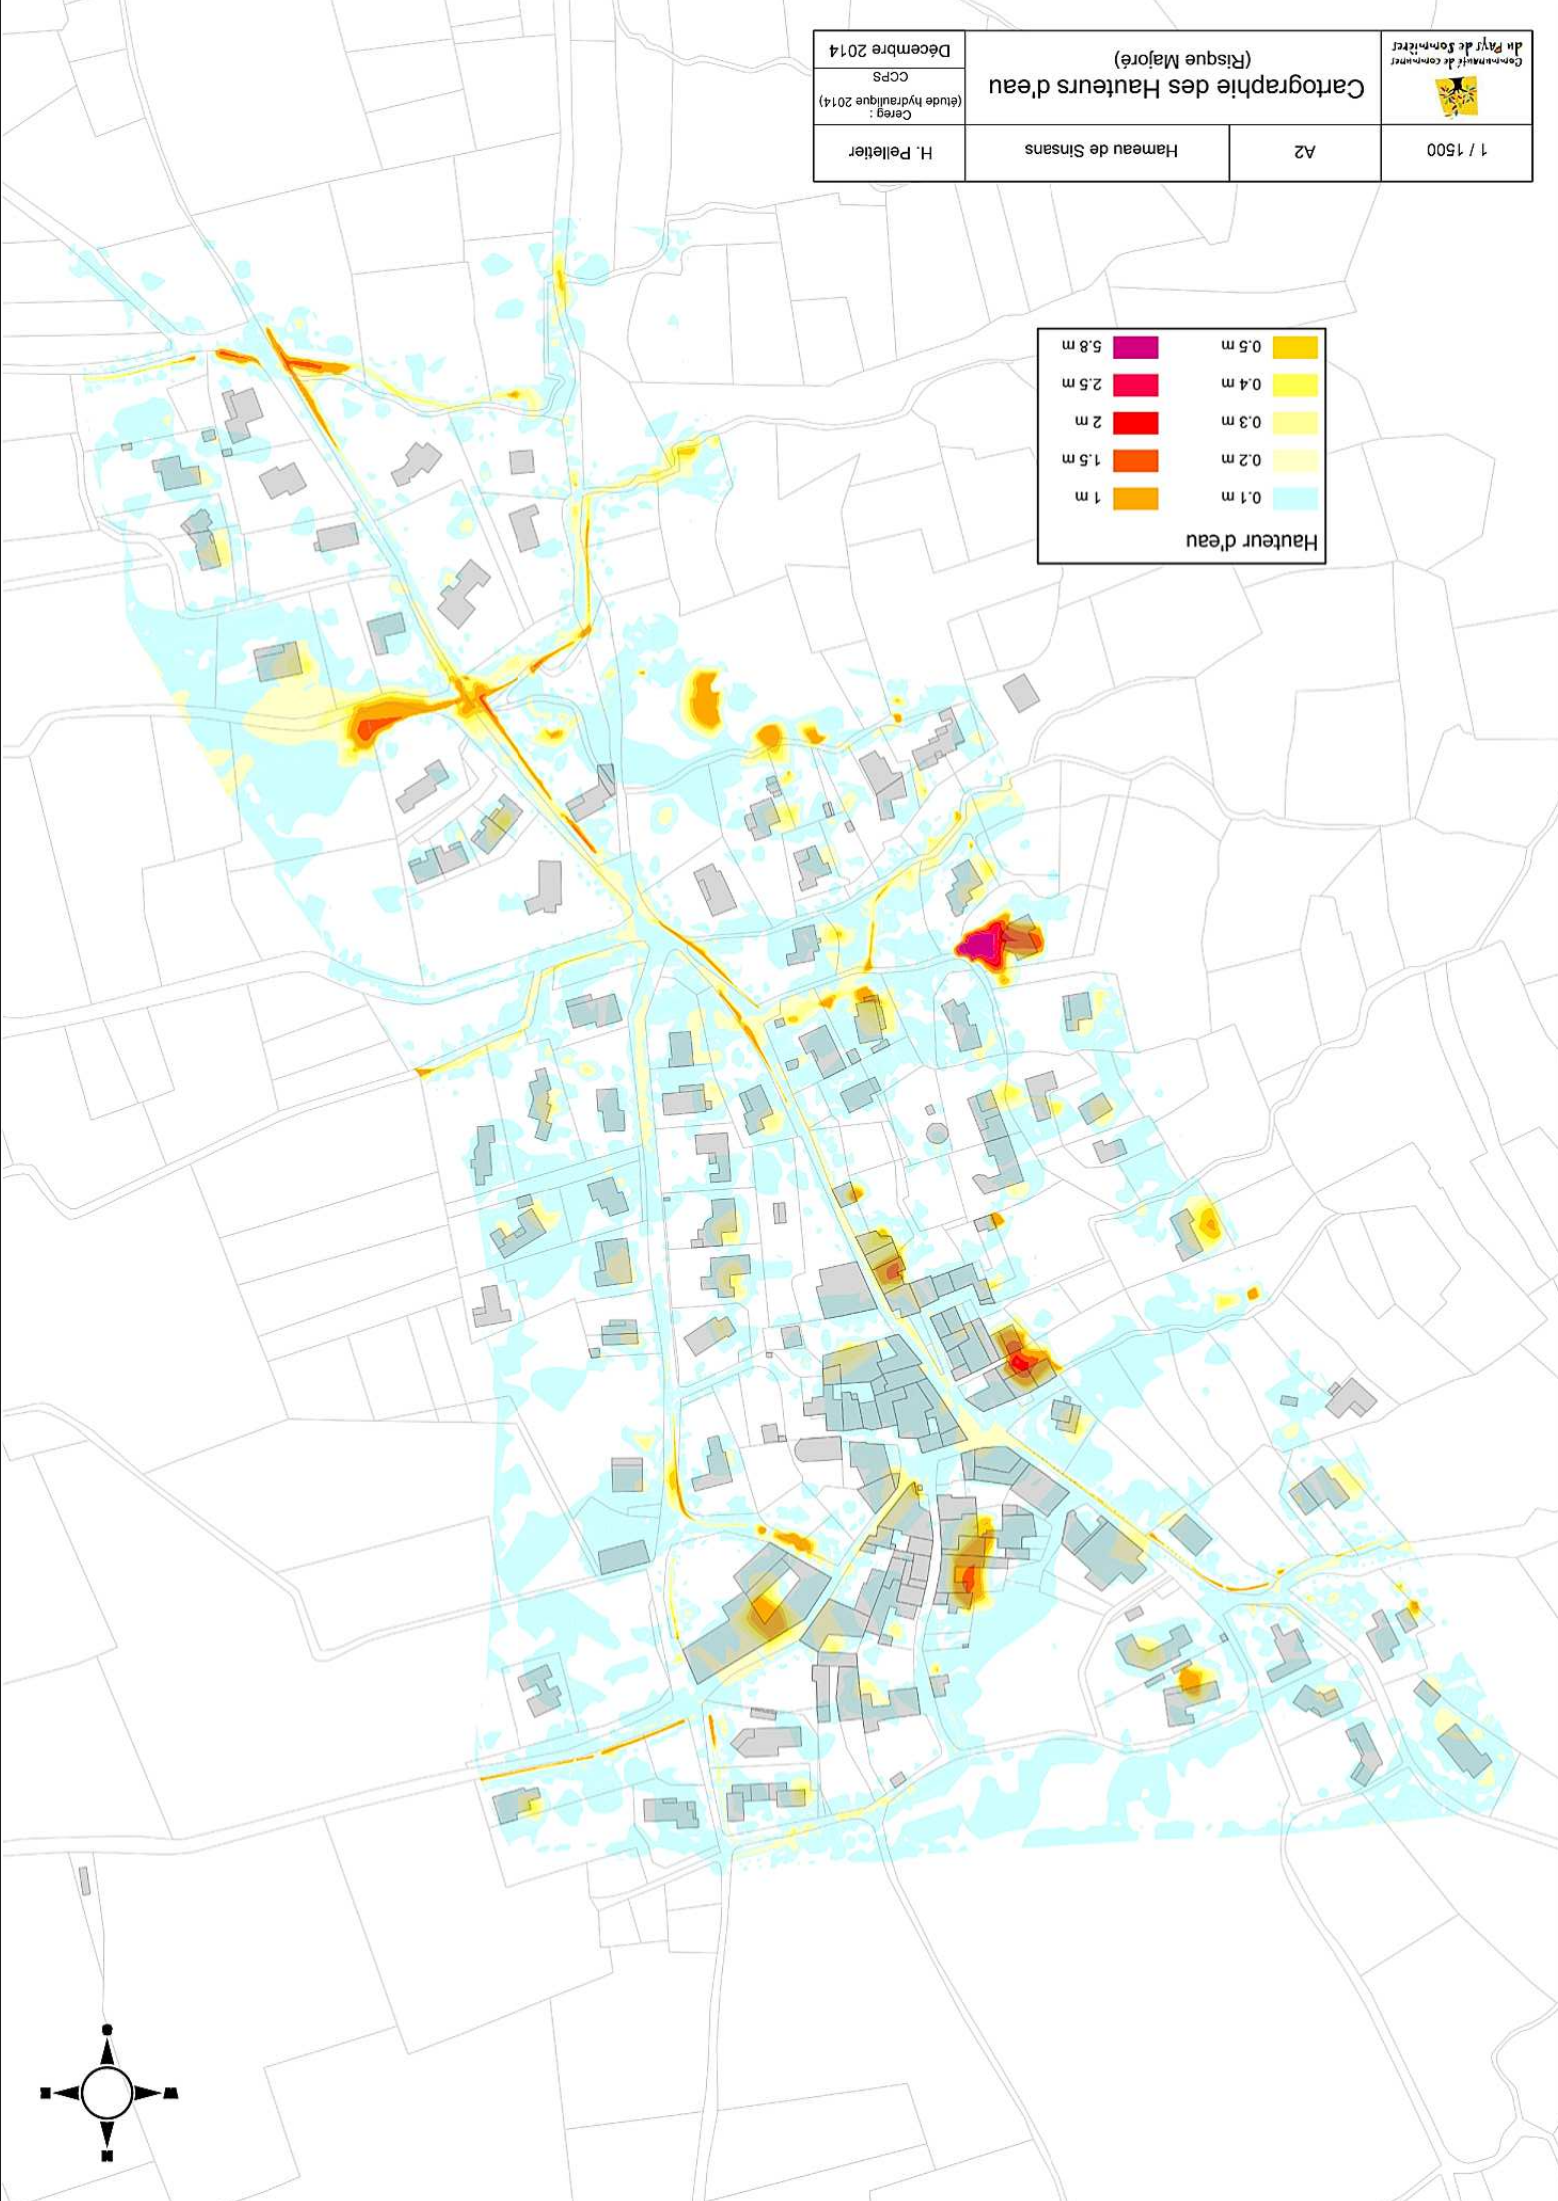 N
E
W
S
Hauteur d'eau
0.1 m
0.2 m
0.3 m
0.4 m
0.5 m
1 m
1.5 m
2 m
2.5 m
5.8 m
1 / 1500
A2
Hameau de Sinsans
H. Pelletier
Communauté de communes
du Pays de Sommières
Cartographie des Hauteurs d'eau
(Risque Majoré)
Cereg :
(étude hydraulique 2014)
CCPS
Décembre 2014